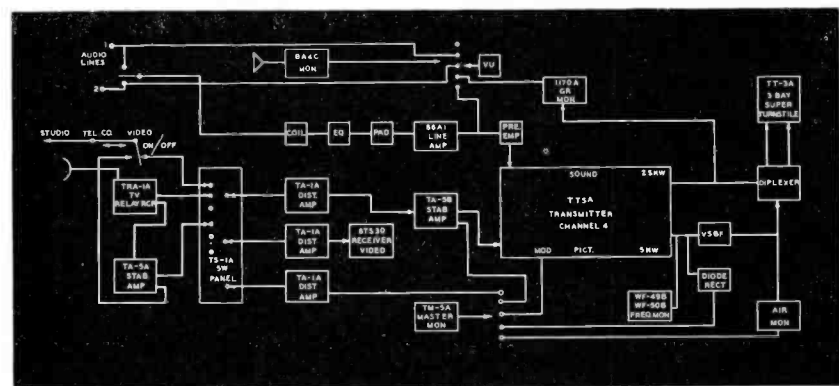 1
AUDIO
LINES
2
BA4C
MON
VU
1170A
GR
MON
TT-3A
3 BAY
SUPER
TURNSTILE
STUDIO
TEL. CO.
VIDEO
ON/OFF
COIL
EQ
PAD
86A1
LINE
AMP
PRE
EMP
TRA-1A
TV
RELAY RCR
TA-5A
STAB
AMP
TS-1A
SW
PANEL
TA-1A
DIST.
AMP
TA-1A
DIST
AMP
TA-1A
DIST
AMP
8TS30
RECEIVER
VIDEO
TA-5B
STAB
AMP
SOUND
2.5KW
TT5A
TRANSMITTER
CHANNEL 4
MOD
PICT.
5KW
DIPLEXER
VSBF
DIODE
RECT
WF-49B
WF-50B
FREQ MON
TM-5A
MASTER
MON
AIR
MON